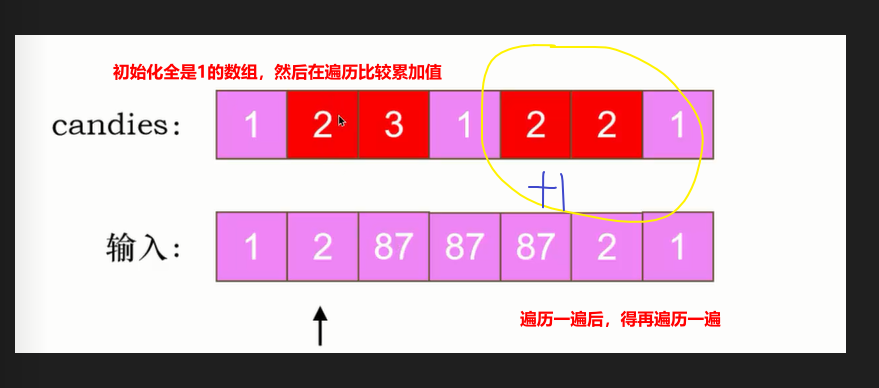 初始化全是1的数组，然后在遍历比较累加值
candies: 1 2 3 1 2 2 1
+1
输入: 1 2 87 87 87 2 1
遍历一遍后，得再遍历一遍